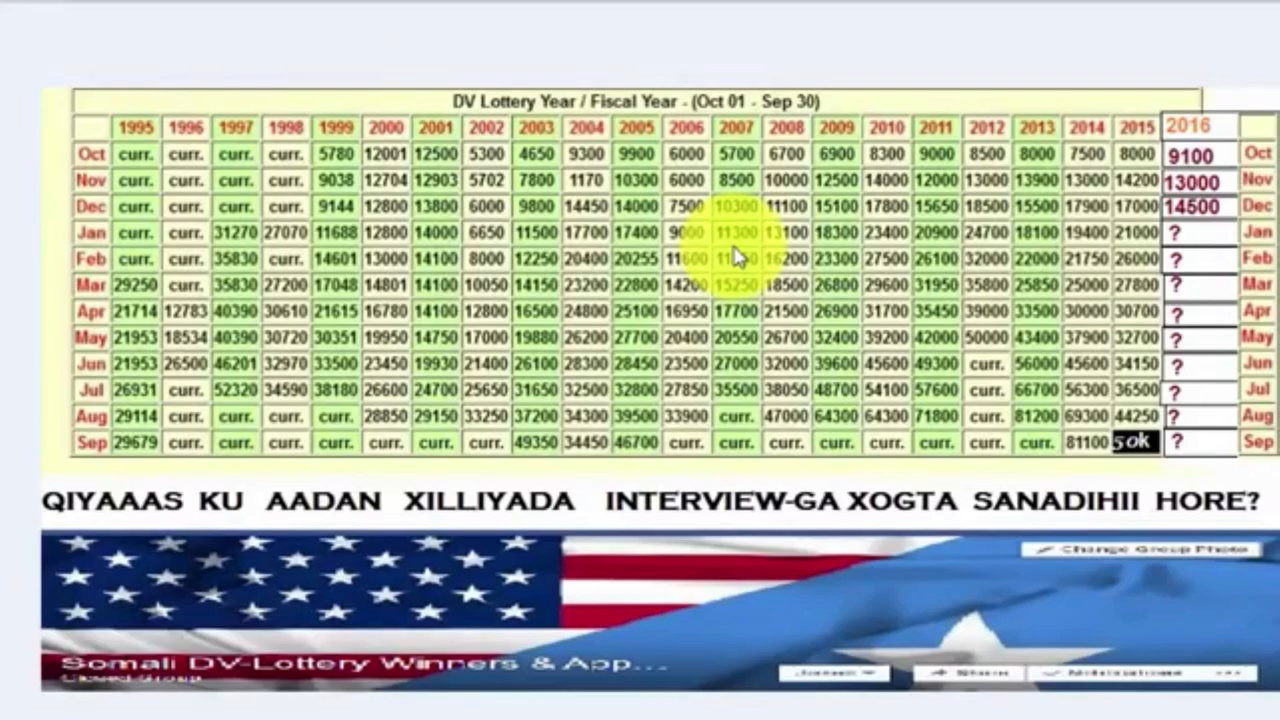 DV Lottery Year / Fiscal Year - (Oct 01 - Sep 30)
1995 1996 1997 1998 1999 2000 2001 2002 2003 2004 2005 2006 2007 2008 2009 2010 2011 2012 2013 2014 2015 2016
Oct curr. curr. curr. curr. 5780 12001 12500 5300 4650 9300 9900 6000 5700 6700 6900 8300 9000 8500 8000 7500 8000 9100 Oct
Nov curr. curr. curr. curr. 9038 12704 12903 5702 7800 1170 10300 6000 8500 10000 12500 14000 12000 13000 13900 13000 14200 13000 Nov
Dec curr. curr. curr. curr. 9144 12800 13800 6000 9800 14450 14000 7500 10300 11100 15100 17800 15650 18500 15500 17900 17000 14500 Dec
Jan curr. curr. 31270 27070 11688 12800 14000 6650 11500 17700 17400 9000 11300 13100 18300 23400 20900 24700 18100 19400 21000 ? Jan
Feb curr. curr. 35830 curr. 14601 13000 14100 8000 12250 20400 20255 11600 16200 23300 27500 26100 32000 22000 21750 26000 ? Feb
Mar 29250 curr. 35830 27200 17048 14801 14100 10050 14150 23200 22800 14200 15250 18500 26800 29600 31950 35800 25850 25000 27800 ? Mar
Apr 21714 12783 40390 30610 21615 16780 14100 12800 16500 24800 25100 16950 17700 21500 26900 31700 35450 39000 33500 30000 30700 ? Apr
May 21953 18534 40390 30720 30351 19950 14750 17000 19880 26200 27700 20400 20550 26700 32400 39200 42000 50000 43400 37900 32700 ? May
Jun 21953 26500 46201 32970 33500 23450 19930 21400 26100 28300 28450 23500 27000 32000 39600 45600 49300 curr. 56000 45600 34150 ? Jun
Jul 26931 curr. 52320 34590 38180 26600 24700 25650 31650 32500 32800 27850 35500 38050 48700 54100 57600 curr. 66700 56300 36500 ? Jul
Aug 29114 curr. curr. curr. curr. 28850 29150 33250 37200 34300 39500 33900 curr. 47000 64300 64300 71800 curr. 81200 69300 44250 ? Aug
Sep 29679 curr. curr. curr. curr. curr. curr. curr. 49350 34450 46700 curr. curr. curr. curr. curr. curr. curr. curr. 81100 50k ? Sep
QIYAAAS KU AADAN XILLIYADA INTERVIEW-GA XOGTA SANADIHII HORE?
Change Group Photo
Somali DV-Lottery Winners & App...
Closed Group
Joined Share Notifications ...